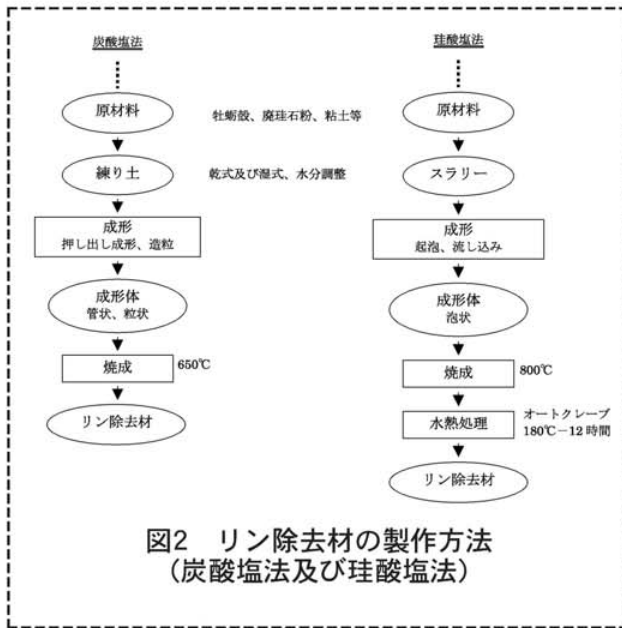 炭酸塩法
原材料
練り土
成形
押し出し成形、造粒
成形体
管状、粒状
焼成
650℃
リン除去材
牡蛎殻、廃珪石粉、粘土等
乾式及び湿式、水分調整
珪酸塩法
原材料
スラリー
成形
起泡、流し込み
成形体
泡状
焼成
800℃
水熱処理
オートクレーブ
180℃－12時間
リン除去材
図2　リン除去材の製作方法
（炭酸塩法及び珪酸塩法）